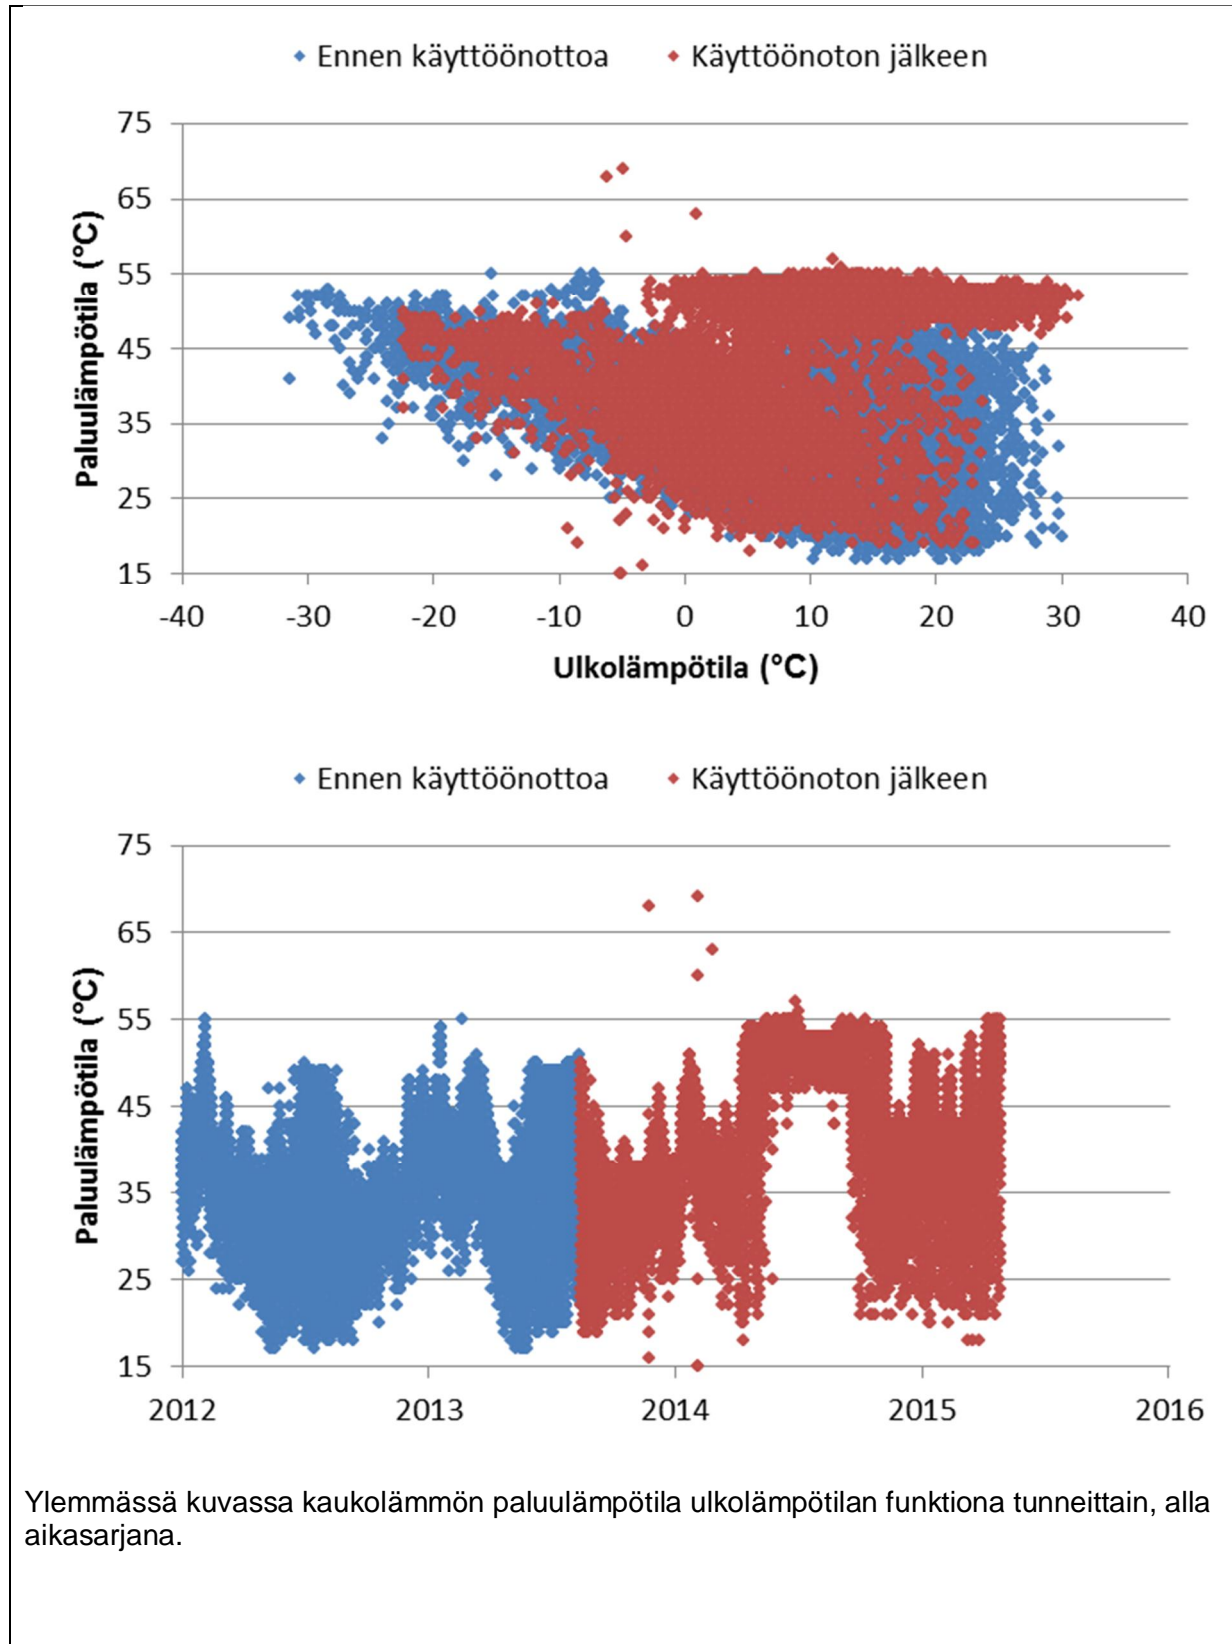 Ennen käyttöönottoa Käyttöönoton jälkeen
75
65
55
45
35
25
15
Paluulämpötila (°C)
-40 -30 -20 -10 0 10 20 30 40
Ulkolämpötila (°C)
Ennen käyttöönottoa Käyttöönoton jälkeen
75
65
55
45
35
25
15
Paluulämpötila (°C)
2012 2013 2014 2015 2016
Ylemmässä kuvassa kaukolämmön paluulämpötila ulkolämpötilan funktiona tunneittain, alla
aikasarjana.